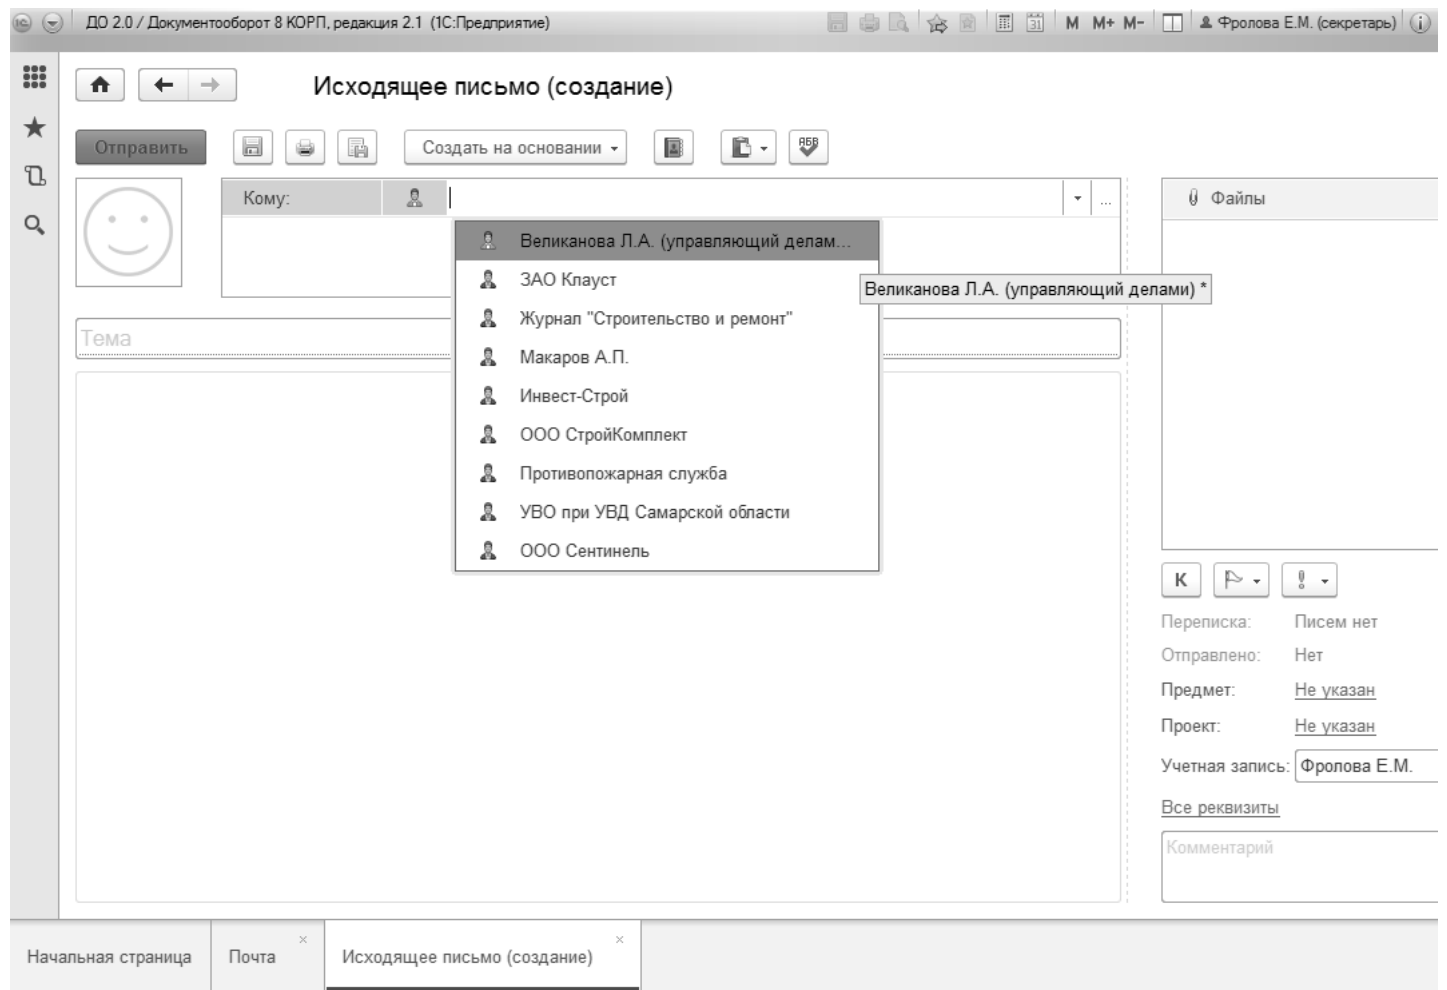 ДО 2.0 / Документооборот 8 КОРП, редакция 2.1 (1С:Предприятие)
31 M M+ M- Фролова Е.М. (секретарь)
Исходящее письмо (создание)
Отправить Создать на основании АБВ
Кому: ...
Файлы
Великанова Л.А. (управляющий делам...
ЗАО Клауст
Великанова Л.А. (управляющий делами) *
Журнал "Строительство и ремонт"
Тема
Макаров А.П.
Инвест-Строй
ООО СтройКомплект
Противопожарная служба
УВО при УВД Самарской области
ООО Сентинель
К
Переписка: Писем нет
Отправлено: Нет
Предмет: Не указан
Проект: Не указан
Учетная запись: Фролова Е.М.
Все реквизиты
Комментарий
Начальная страница Почта Исходящее письмо (создание)